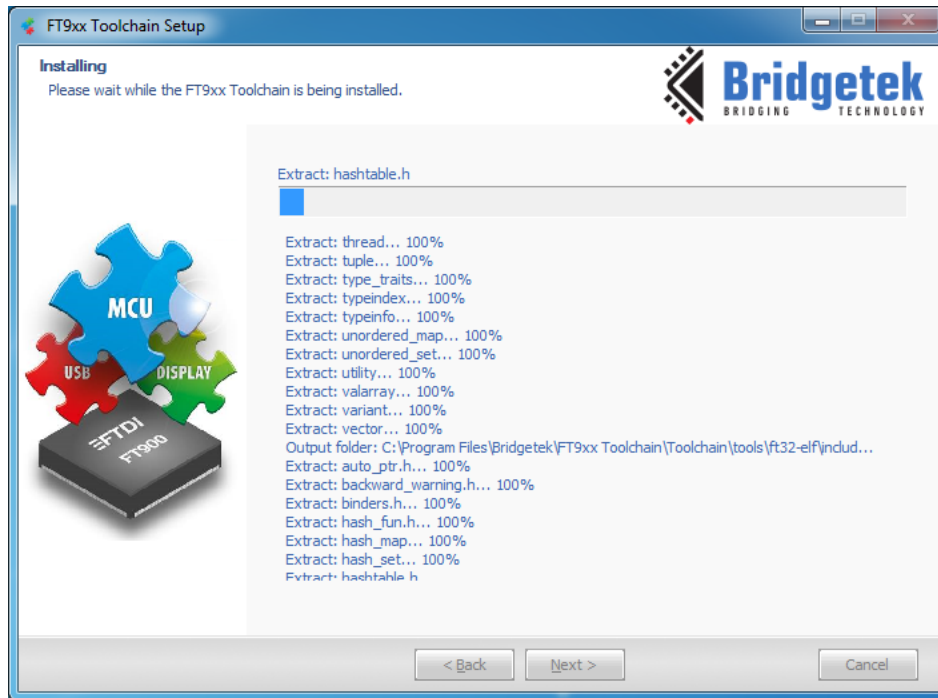 FT9xx Toolchain Setup
Installing
Please wait while the FT9xx Toolchain is being installed.
Bridgetek
BRIDGING TECHNOLOGY
Extract: hashtable.h
Extract: thread... 100%
Extract: tuple... 100%
Extract: type_traits... 100%
Extract: typeindex... 100%
Extract: typeinfo... 100%
Extract: unordered_map... 100%
Extract: unordered_set... 100%
Extract: utility... 100%
Extract: valarray... 100%
Extract: variant... 100%
Extract: vector... 100%
Output folder: C:\Program Files\Bridgetek\FT9xx Toolchain\Toolchain\tools\ft32-elf\includ...
Extract: auto_ptr.h... 100%
Extract: backward_warning.h... 100%
Extract: binders.h... 100%
Extract: hash_fun.h... 100%
Extract: hash_map... 100%
Extract: hash_set... 100%
Extract: hashtable.h
MCU
USB
DISPLAY
FTDI
FT900
< Back
Next >
Cancel